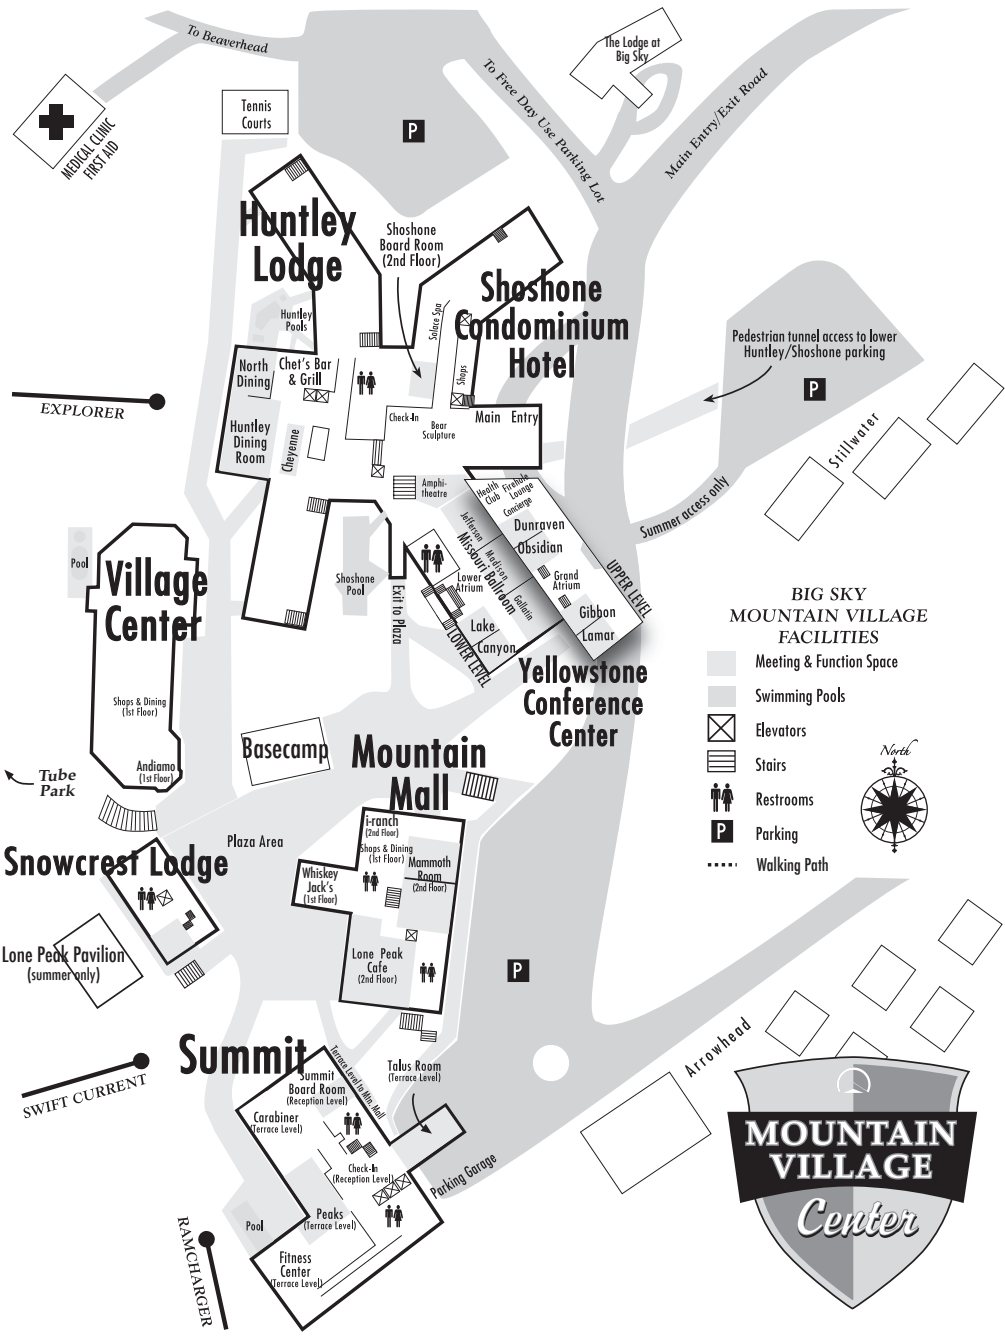 To Beaverhead
The Lodge at
Big Sky
To Free Day Use Parking Lot
Main Entry/Exit Road
Tennis
Courts
P
MEDICAL CLINIC
FIRST AID
Huntley
Lodge
Shoshone
Board Room
(2nd Floor)
Shoshone
Condominium
Hotel
Solace Spa
Huntley
Pools
Pedestrian tunnel access to lower
Huntley/Shoshone parking
P
North
Dining
Chet's Bar
& Grill
Shops
EXPLORER
Check-In
Bear
Sculpture
Main Entry
Huntley
Dining
Room
Cheyenne
Stillwater
Amphi-
theatre
Health
Club
Firehole
Lounge
Concierge
Summer access only
Dunraven
Obsidian
Jefferson
Missouri Ballroom
Madison
Gallatin
Grand
Atrium
UPPER LEVEL
Gibbon
Lamar
Pool
Village
Center
Shoshone
Pool
Exit to Plaza
Lower
Atrium
Lake
Canyon
LOWER LEVEL
Yellowstone
Conference
Center
BIG SKY
MOUNTAIN VILLAGE
FACILITIES
Meeting & Function Space
Swimming Pools
Elevators
Stairs
Restrooms
P
Parking
Walking Path
North
Shops & Dining
(1st Floor)
Andiamo
(1st Floor)
Tube
Park
Basecamp
Mountain
Mall
Plaza Area
i-ranch
(2nd Floor)
Shops & Dining
(1st Floor)
Mammoth
Room
(2nd Floor)
Whiskey
Jack's
(1st Floor)
Lone Peak
Cafe
(2nd Floor)
Snowcrest Lodge
Lone Peak Pavilion
(summer only)
P
Summit
Terrace Level to Mtn. Mall
Talus Room
(Terrace Level)
Arrowhead
SWIFT CURRENT
Summit
Board Room
(Reception Level)
Carabiner
(Terrace Level)
Check-In
(Reception Level)
Parking Garage
Pool
Peaks
(Terrace Level)
Fitness
Center
(Terrace Level)
RAMCHARGER
MOUNTAIN
VILLAGE
Center